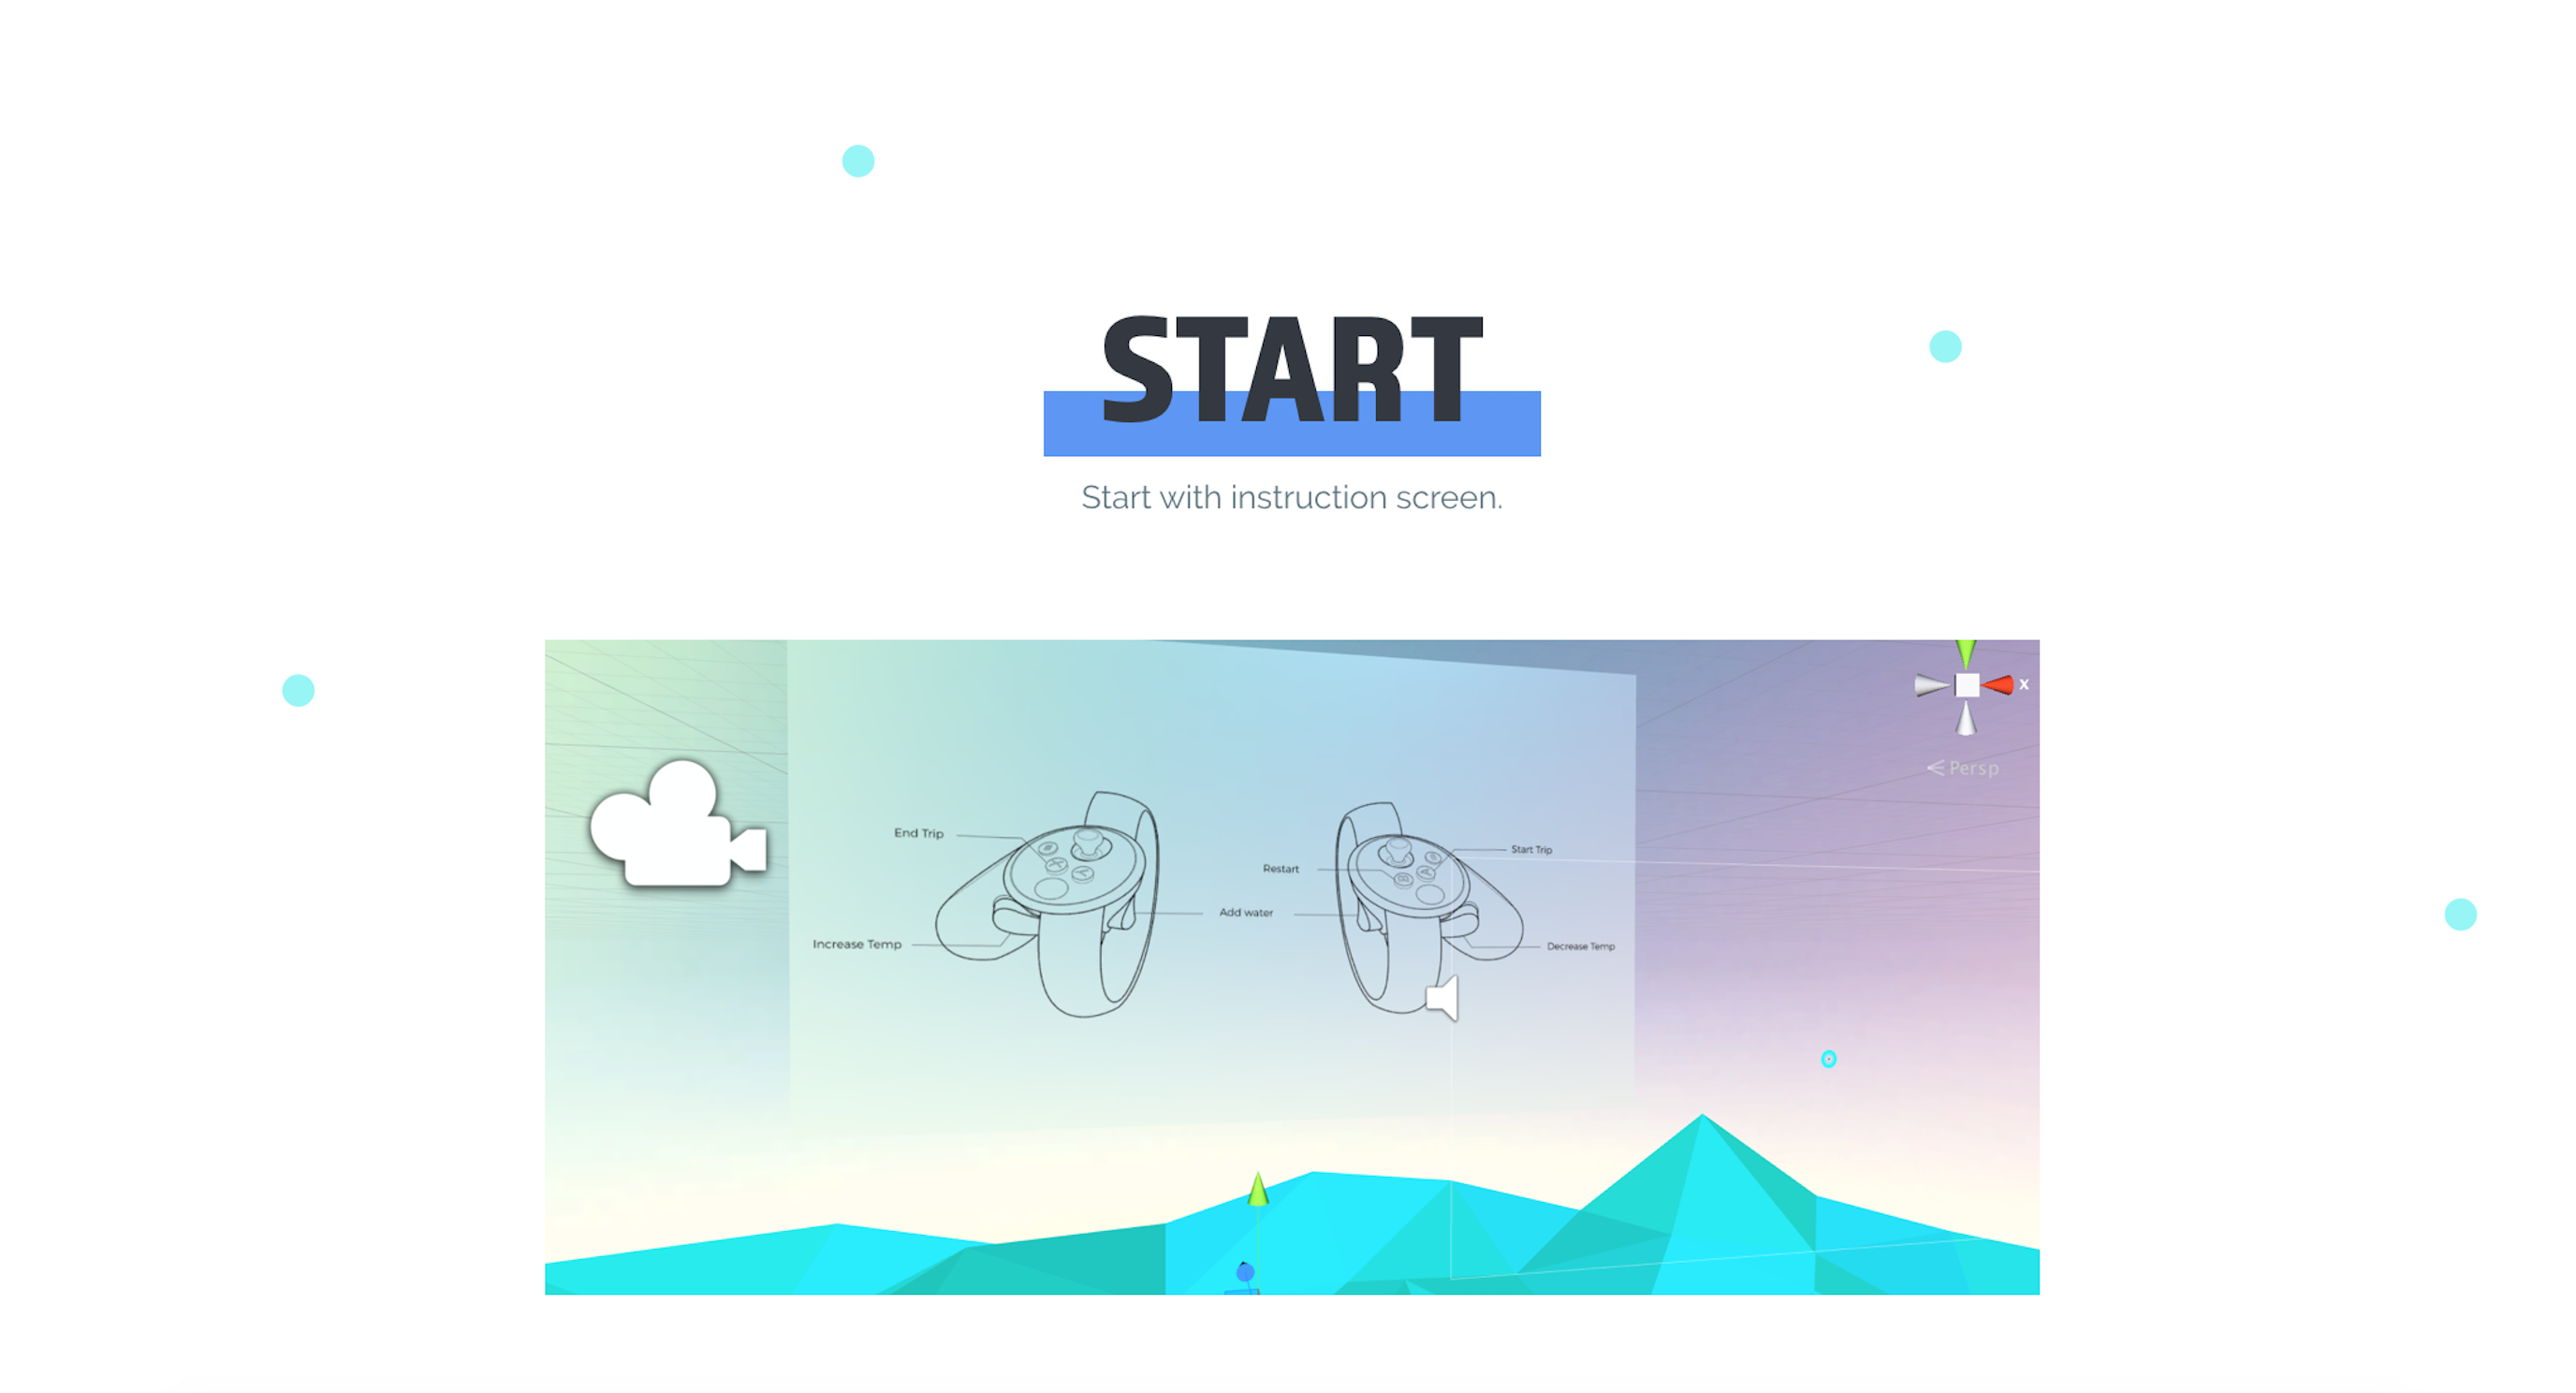 START
Start with instruction screen.
x
Persp
End Trip
Start Trip
Restart
Add water
Increase Temp
Decrease Temp